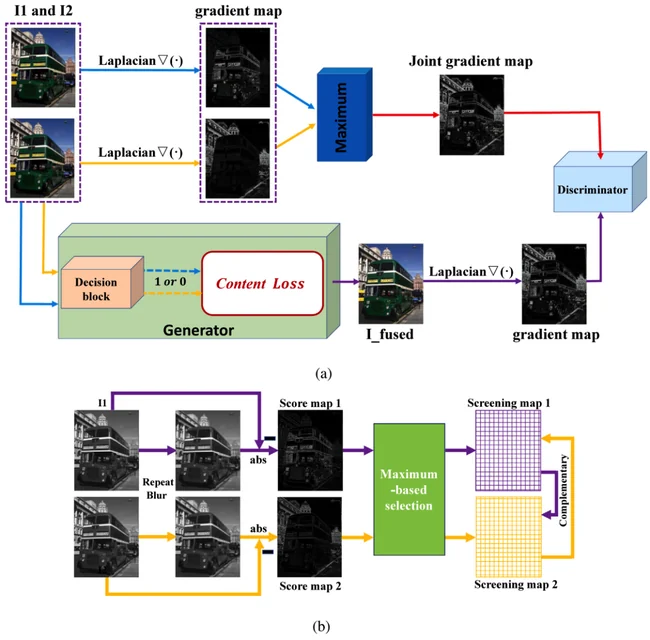 I1 and I2
gradient map
Laplacian▽(·)
Joint gradient map
Maximum
Laplacian▽(·)
Discriminator
Decision
block
1 or 0
Content Loss
Generator
Laplacian▽(·)
I_fused
gradient map
(a)
I1
Score map 1
Screening map 1
abs
Repeat
Blur
Maximum
-based
selection
Complementary
abs
Score map 2
Screening map 2
(b)